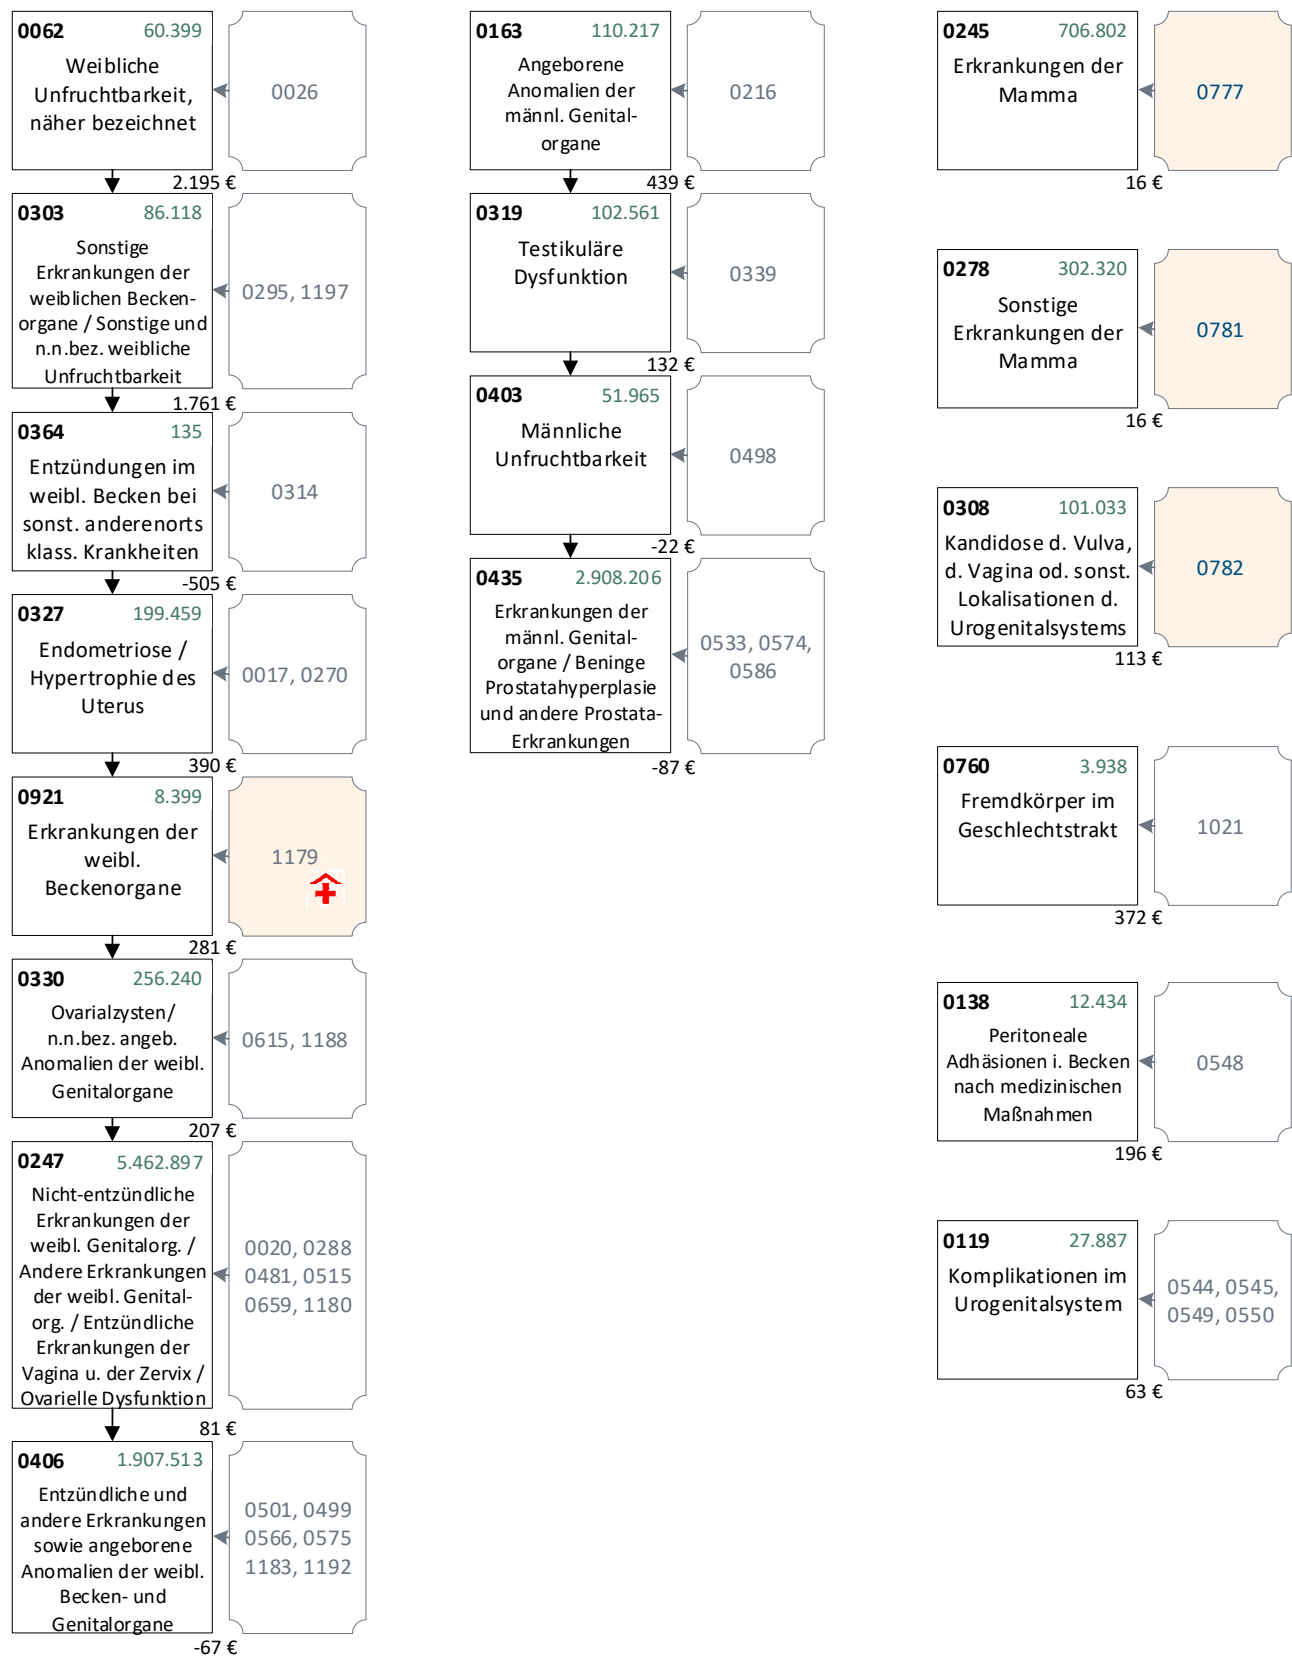 0062 60.399
Weibliche
Unfruchtbarkeit,
näher bezeichnet
0026
2.195 €
0303 86.118
Sonstige
Erkrankungen der
weiblichen Becken-
organe / Sonstige und
n.n.bez. weibliche
Unfruchtbarkeit
0295, 1197
1.761 €
0364 135
Entzündungen im
weibl. Becken bei
sonst. anderenorts
klass. Krankheiten
0314
-505 €
0327 199.459
Endometriose /
Hypertrophie des
Uterus
0017, 0270
390 €
0921 8.399
Erkrankungen der
weibl.
Beckenorgane
1179
281 €
0330 256.240
Ovarialzysten/
n.n.bez. angeb.
Anomalien der weibl.
Genitalorgane
0615, 1188
207 €
0247 5.462.897
Nicht-entzündliche
Erkrankungen der
weibl. Genitalorg. /
Andere Erkrankungen
der weibl. Genital-
org. / Entzündliche
Erkrankungen der
Vagina u. der Zervix /
Ovarielle Dysfunktion
0020, 0288
0481, 0515
0659, 1180
81 €
0406 1.907.513
Entzündliche und
andere Erkrankungen
sowie angeborene
Anomalien der weibl.
Becken- und
Genitalorgane
0501, 0499
0566, 0575
1183, 1192
-67 €
0163 110.217
Angeborene
Anomalien der
männl. Genital-
organe
0216
439 €
0319 102.561
Testikuläre
Dysfunktion
0339
132 €
0403 51.965
Männliche
Unfruchtbarkeit
0498
-22 €
0435 2.908.206
Erkrankungen der
männl. Genital-
organe / Beninge
Prostatahyperplasie
und andere Prostata-
Erkrankungen
0533, 0574,
0586
-87 €
0245 706.802
Erkrankungen der
Mamma
0777
16 €
0278 302.320
Sonstige
Erkrankungen der
Mamma
0781
16 €
0308 101.033
Kandidose d. Vulva,
d. Vagina od. sonst.
Lokalisationen d.
Urogenitalsystems
0782
113 €
0760 3.938
Fremdkörper im
Geschlechtstrakt
1021
372 €
0138 12.434
Peritoneale
Adhäsionen i. Becken
nach medizinischen
Maßnahmen
0548
196 €
0119 27.887
Komplikationen im
Urogenitalsystem
0544, 0545,
0549, 0550
63 €